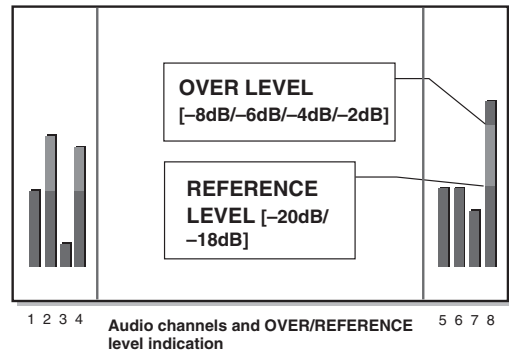 OVER LEVEL
[–8dB/–6dB/–4dB/–2dB]
REFERENCE
LEVEL [–20dB/
–18dB]
1 2 3 4
5 6 7 8
Audio channels and OVER/REFERENCE
level indication